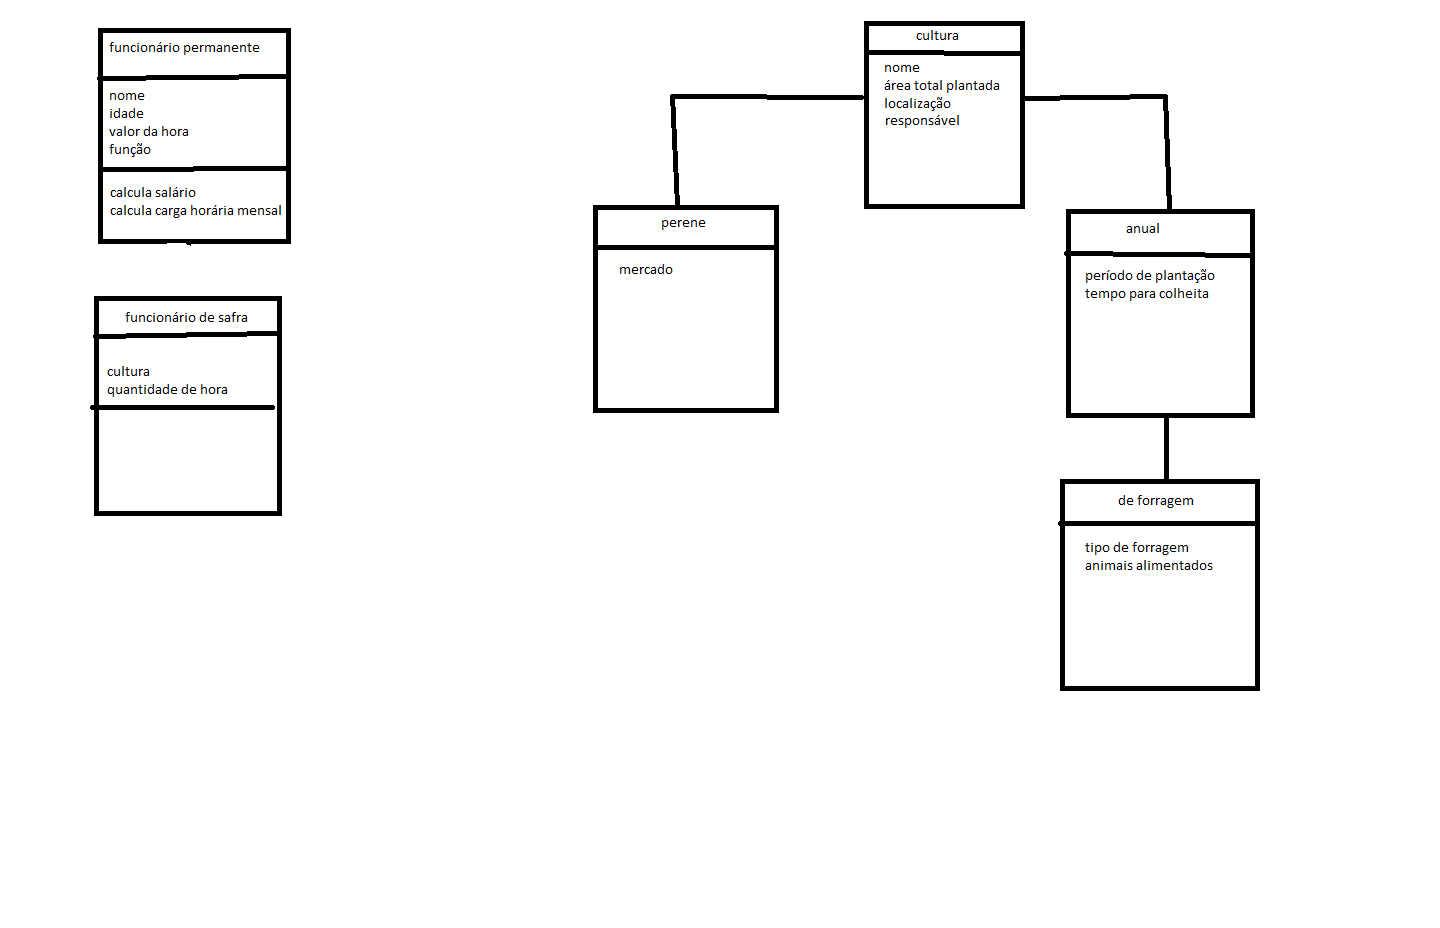 funcionário permanente
nome
idade
valor da hora
função
calcula salário
calcula carga horária mensal
funcionário de safra
cultura
quantidade de hora
cultura
nome
área total plantada
localização
responsável
perene
mercado
anual
período de plantação
tempo para colheita
de forragem
tipo de forragem
animais alimentados